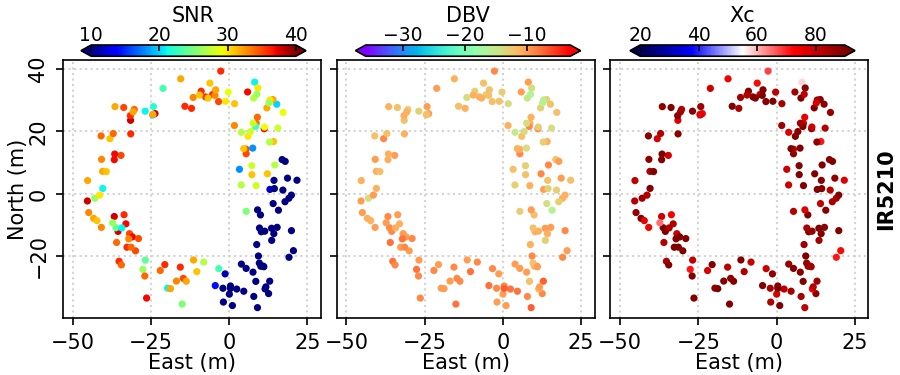 SNR DBV Xc
10 20 30 40 −30 −20 −10 20 40 60 80
40
20
0
−20
North (m)
−50 −25 0 25 −50 −25 0 25 −50 −25 0 25
East (m) East (m) East (m)
IR5210